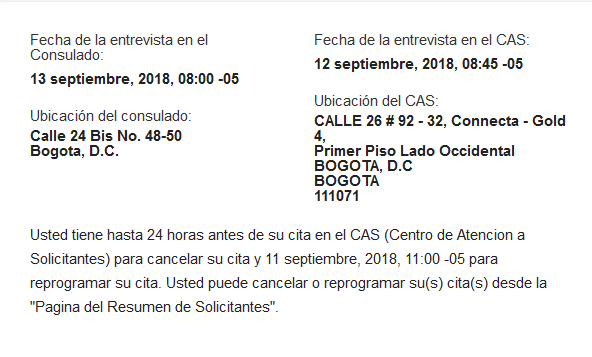 Fecha de la entrevista en el
Consulado:
13 septiembre, 2018, 08:00 -05
Ubicación del consulado:
Calle 24 Bis No. 48-50
Bogota, D.C.
Fecha de la entrevista en el CAS:
12 septiembre, 2018, 08:45 -05
Ubicación del CAS:
CALLE 26 # 92 - 32, Connecta - Gold
4,
Primer Piso Lado Occidental
BOGOTA, D.C
BOGOTA
111071
Usted tiene hasta 24 horas antes de su cita en el CAS (Centro de Atencion a
Solicitantes) para cancelar su cita y 11 septiembre, 2018, 11:00 -05 para
reprogramar su cita. Usted puede cancelar o reprogramar su(s) cita(s) desde la
"Pagina del Resumen de Solicitantes".